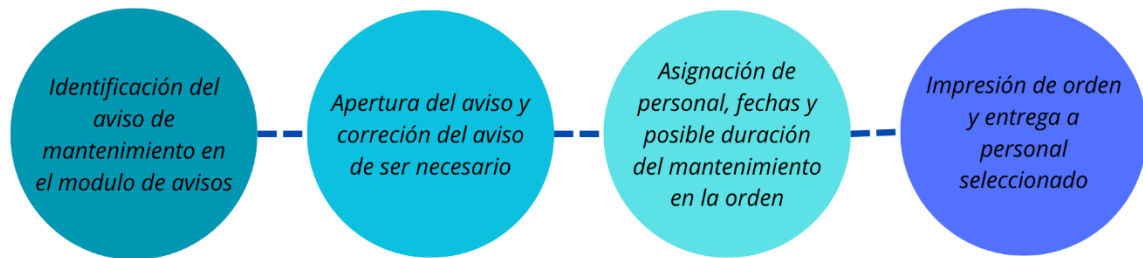 Identificación del
aviso de
mantenimiento en
el modulo de avisos
Apertura del aviso y
correción del aviso
de ser necesario
Asignación de
personal, fechas y
posible duración
del mantenimiento
en la orden
Impresión de orden
y entrega a
personal
seleccionado